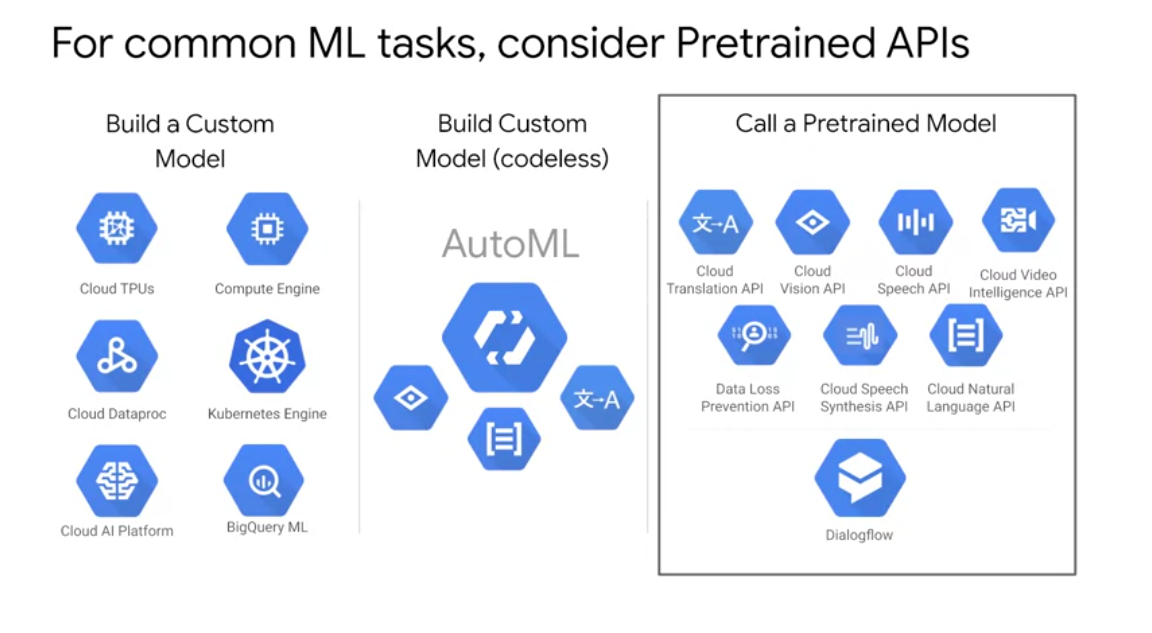 For common ML tasks, consider Pretrained APIs
Build a Custom
Model
Cloud TPUs
Compute Engine
Cloud Dataproc
Kubernetes Engine
Cloud AI Platform
BigQuery ML
Build Custom
Model (codeless)
AutoML
文→A
Call a Pretrained Model
文→A
Cloud
Translation API
Cloud
Vision API
Cloud
Speech API
Cloud Video
Intelligence API
Data Loss
Prevention API
Cloud Speech
Synthesis API
Cloud Natural
Language API
Dialogflow